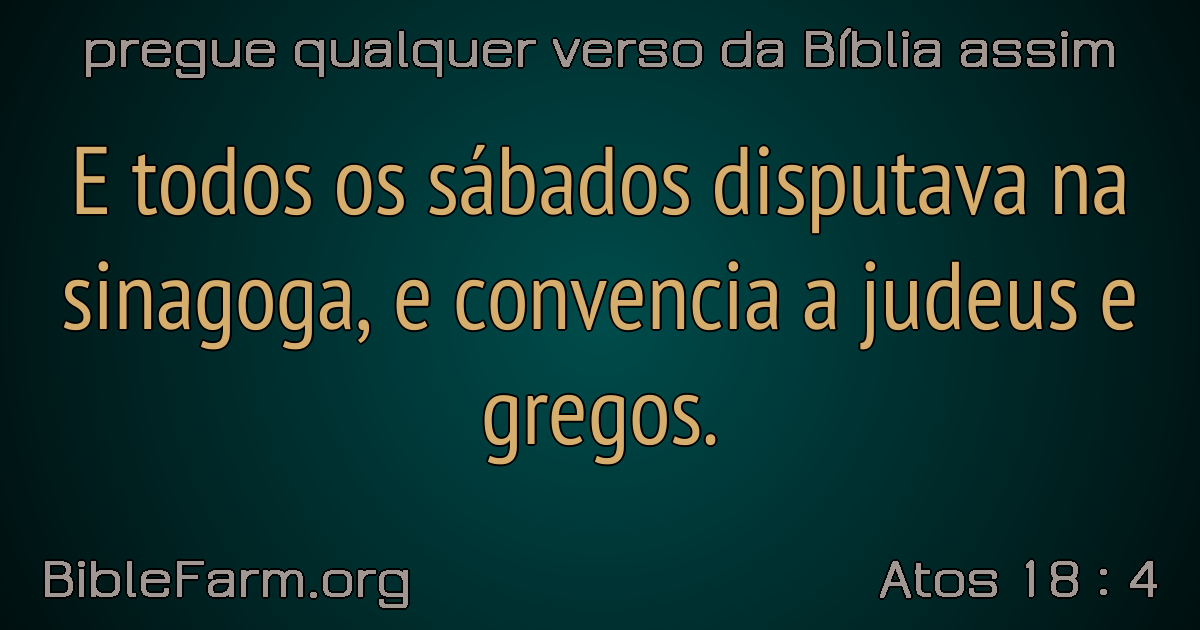 pregue qualquer verso da Bíblia assim
E todos os sábados disputava na
sinagoga, e convencia a judeus e
gregos.
BibleFarm.org
Atos 18 : 4